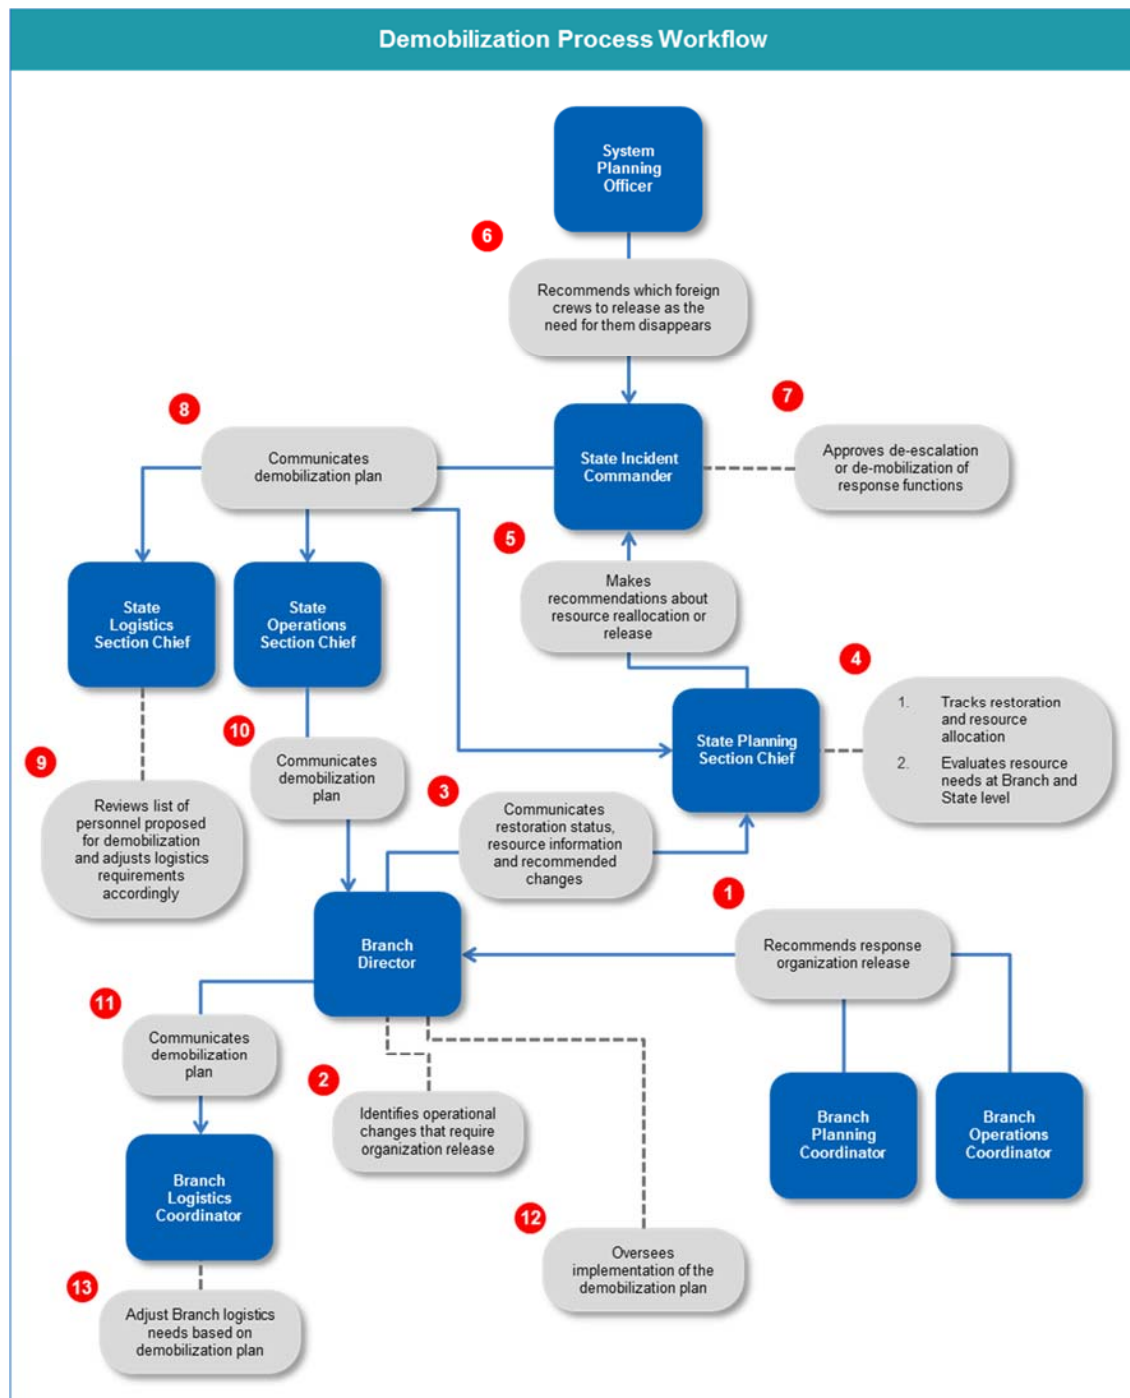 Demobilization Process Workflow
System
Planning
Officer
6
Recommends which foreign
crews to release as the
need for them disappears
8
Communicates
demobilization plan
State Incident
Commander
7
Approves de-escalation
or de-mobilization of
response functions
5
Makes
recommendations about
resource reallocation or
release
State
Logistics
Section Chief
State
Operations
Section Chief
4
1. Tracks restoration
and resource
allocation
2. Evaluates resource
needs at Branch and
State level
State Planning
Section Chief
10
Communicates
demobilization
plan
9
Reviews list of
personnel proposed
for demobilization
and adjusts logistics
requirements
accordingly
3
Communicates
restoration status,
resource information
and recommended
changes
1
Recommends response
organization release
Branch
Director
11
Communicates
demobilization
plan
2
Identifies operational
changes that require
organization release
Branch
Planning
Coordinator
Branch
Operations
Coordinator
Branch
Logistics
Coordinator
12
Oversees
implementation of the
demobilization plan
13
Adjust Branch logistics
needs based on
demobilization plan